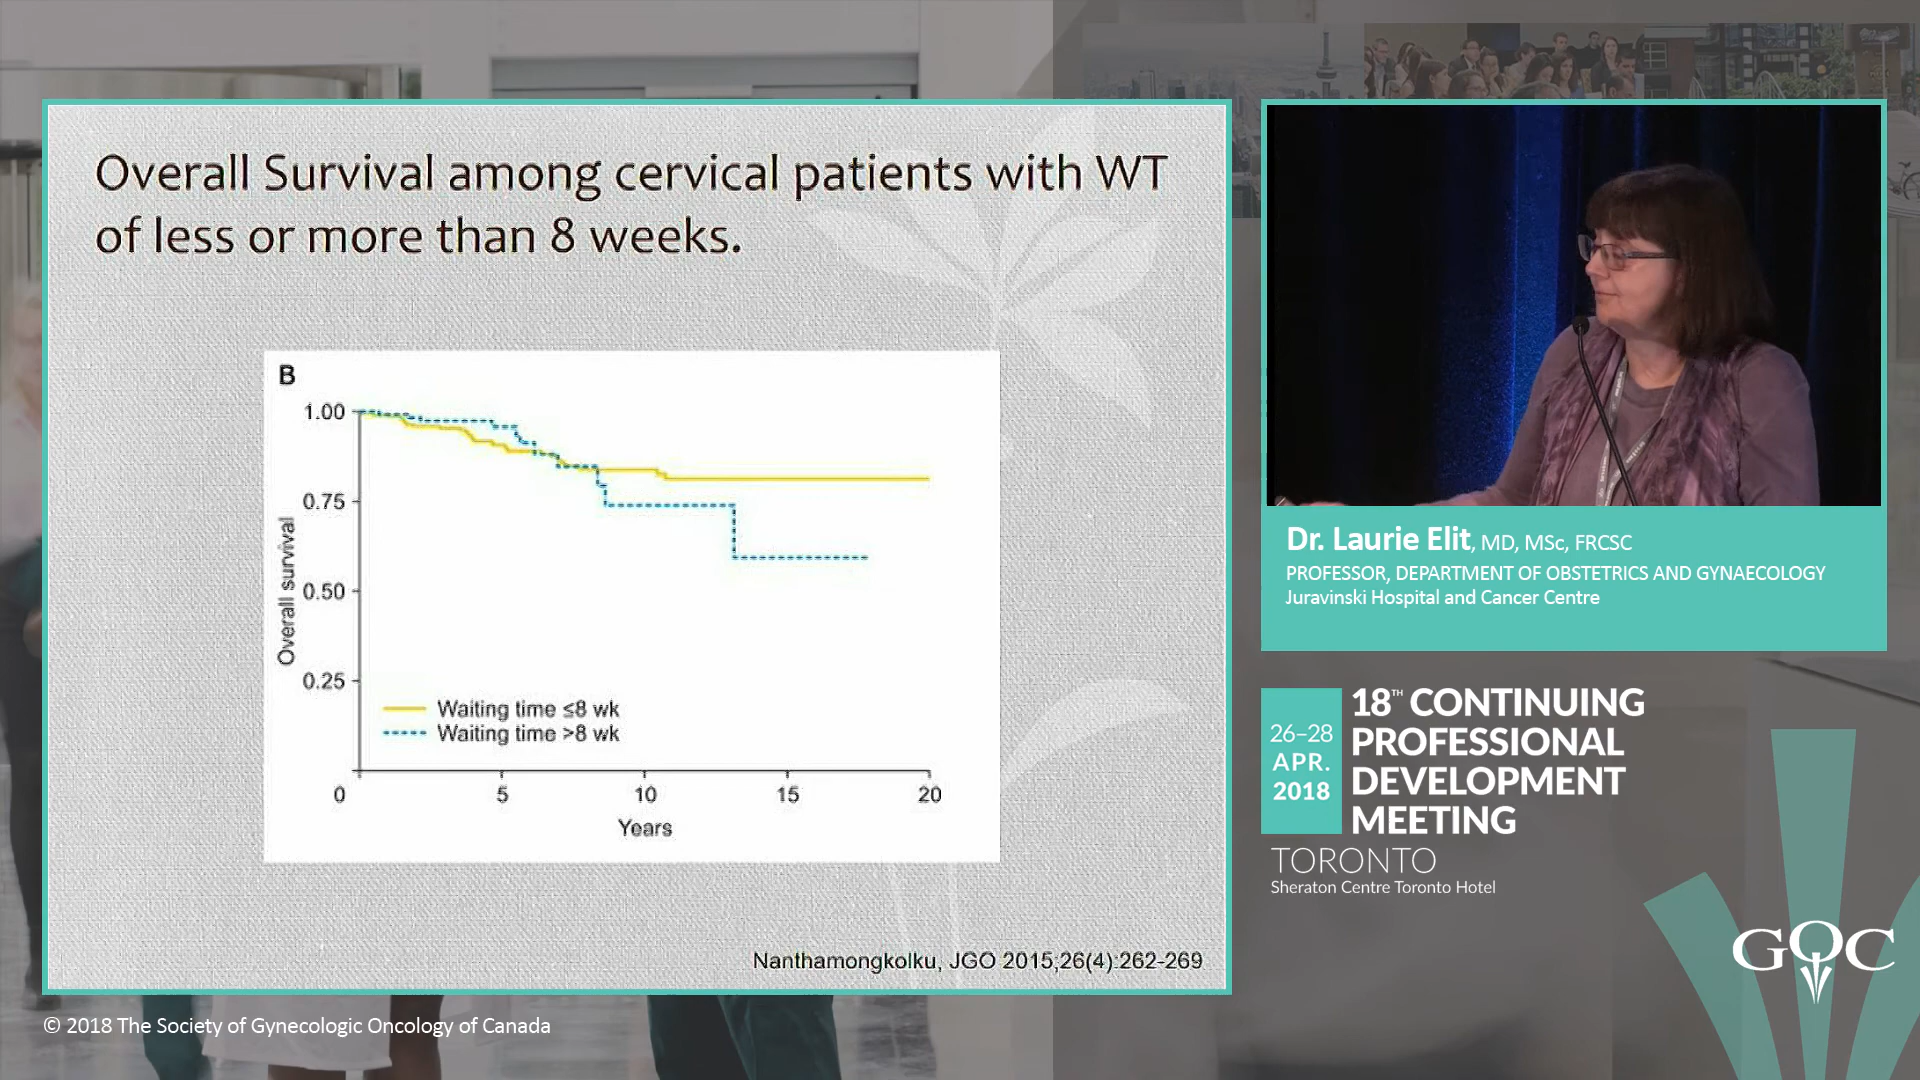 Overall Survival among cervical patients with WT
of less or more than 8 weeks.
B
1.00
0.75
0.50
0.25
Overall survival
Waiting time ≤8 wk
Waiting time >8 wk
0 5 10 15 20
Years
Nanthamongkolku, JGO 2015;26(4):262-269
© 2018 The Society of Gynecologic Oncology of Canada
Dr. Laurie Elit, MD, MSc, FRCSC
PROFESSOR, DEPARTMENT OF OBSTETRICS AND GYNAECOLOGY
Juravinski Hospital and Cancer Centre
26–28
APR.
2018
18TH CONTINUING
PROFESSIONAL
DEVELOPMENT
MEETING
TORONTO
Sheraton Centre Toronto Hotel
GOC